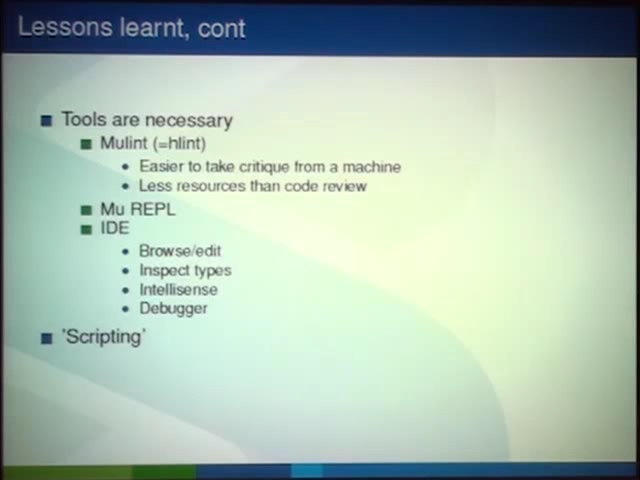 Lessons learnt, cont
Tools are necessary
Mulint (=hlint)
Easier to take critique from a machine
Less resources than code review
Mu REPL
IDE
Browse/edit
Inspect types
Intellisense
Debugger
'Scripting'